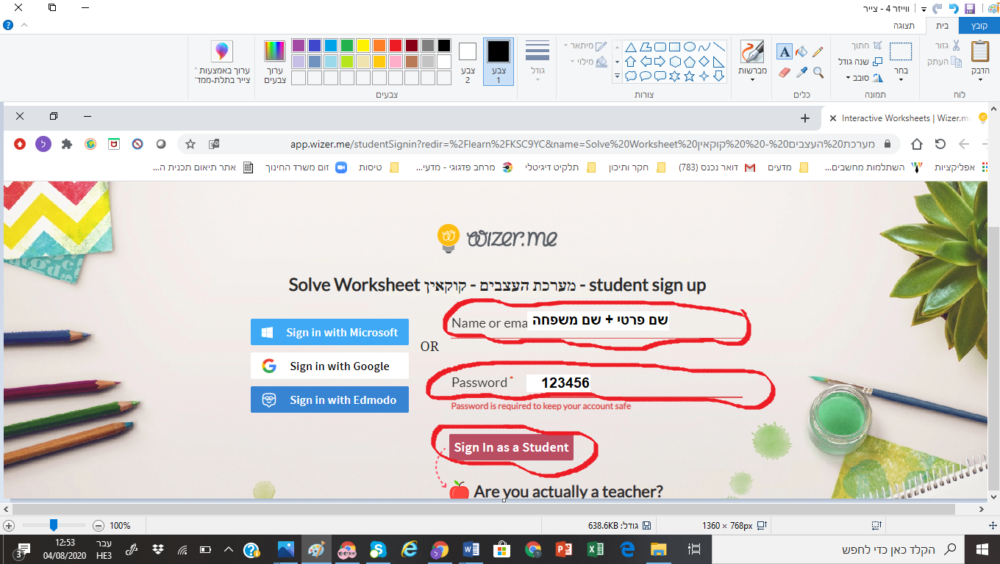 ווייזר 4 - צייר
קובץ
בית
תצוגה
הדבק
גזור
העתק
לוח
בחר
חתוך
שנה גודל
סובב
תמונה
A
כלים
מברשות
מיתאר
מילוי
צורות
גודל
צבע 1
צבע 2
ערוך צבעים
צבעים
ערוך באמצעות '
צייר בתלת-ממד'
Interactive Worksheets | Wizer.me
app.wizer.me/studentSignin?redir=%2Flearn%2FKSC9YC&name=Solve%20Worksheet%20מערכת%20העצבים%20-%20קוקאין%20
אפליקציות
השתלמות מחשבים...
מדעים
דואר נכנס (783)
חקר ותיכון
תלקיט דיגיטלי
מרחב פדגוגי - מדעי...
טיסות
זום משרד החינוך
אתר תיאום תכנית ה...
wizer.me
Solve Worksheet מערכת העצבים - קוקאין - student sign up
Sign in with Microsoft
Sign in with Google
Sign in with Edmodo
OR
Name or ema שם פרטי + שם משפחה
Password * 123456
Password is required to keep your account safe
Sign In as a Student
Are you actually a teacher?
100%
גודל: 638.6KB
1360 × 768px
הקלד כאן כדי לחפש
עבר
HE3
12:53
04/08/2020
3